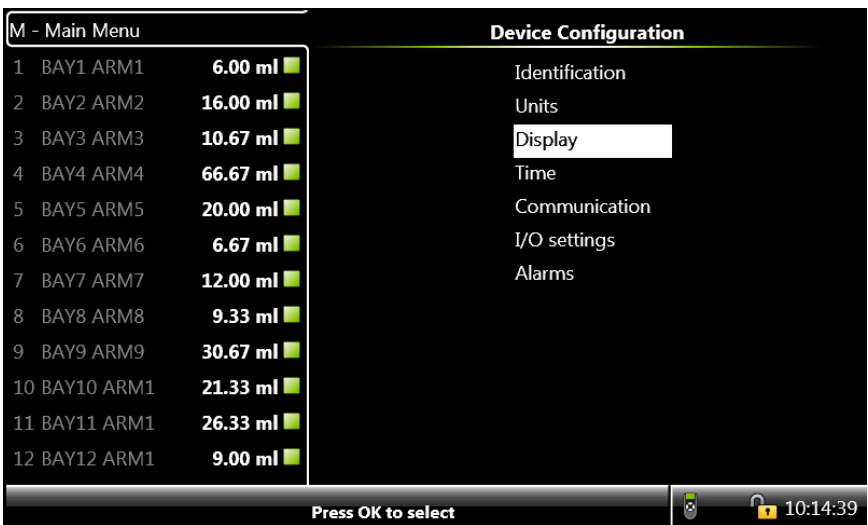 M - Main Menu
1 BAY1 ARM1 6.00 ml
2 BAY2 ARM2 16.00 ml
3 BAY3 ARM3 10.67 ml
4 BAY4 ARM4 66.67 ml
5 BAY5 ARM5 20.00 ml
6 BAY6 ARM6 6.67 ml
7 BAY7 ARM7 12.00 ml
8 BAY8 ARM8 9.33 ml
9 BAY9 ARM9 30.67 ml
10 BAY10 ARM1 21.33 ml
11 BAY11 ARM1 26.33 ml
12 BAY12 ARM1 9.00 ml
Device Configuration
Identification
Units
Display
Time
Communication
I/O settings
Alarms
Press OK to select
10:14:39